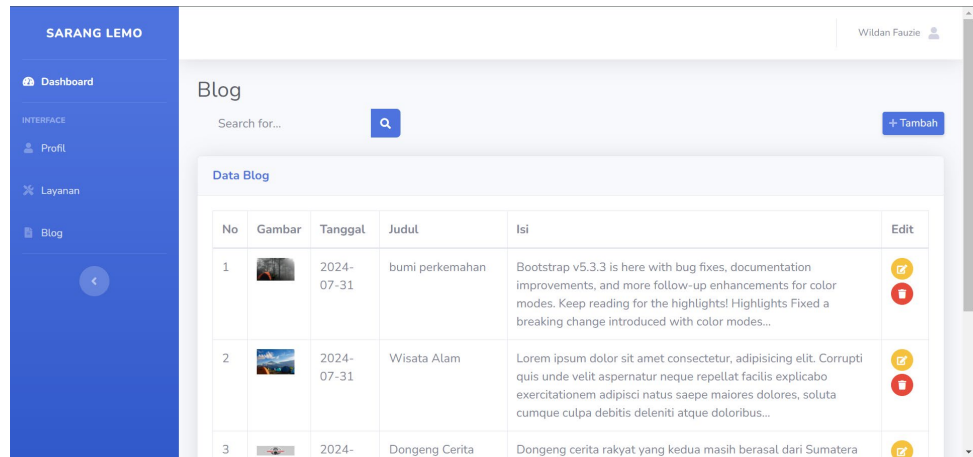 SARANG LEMO
Wildan Fauzie
Dashboard
INTERFACE
Profil
Layanan
Blog
Blog
Search for...
+ Tambah
Data Blog
No Gambar Tanggal Judul Isi Edit
1 2024- bumi perkemahan Bootstrap v5.3.3 is here with bug fixes, documentation
07-31 improvements, and more follow-up enhancements for color
modes. Keep reading for the highlights! Highlights Fixed a
breaking change introduced with color modes...
2 2024- Wisata Alam Lorem ipsum dolor sit amet consectetur, adipisicing elit. Corrupti
07-31 quis unde velit aspernatur neque repellat facilis explicabo
exercitationem adipisci natus saepe maiores dolores, soluta
cumque culpa debitis deleniti atque doloribus...
3 2024- Dongeng Cerita Dongeng cerita rakyat yang kedua masih berasal dari Sumatera